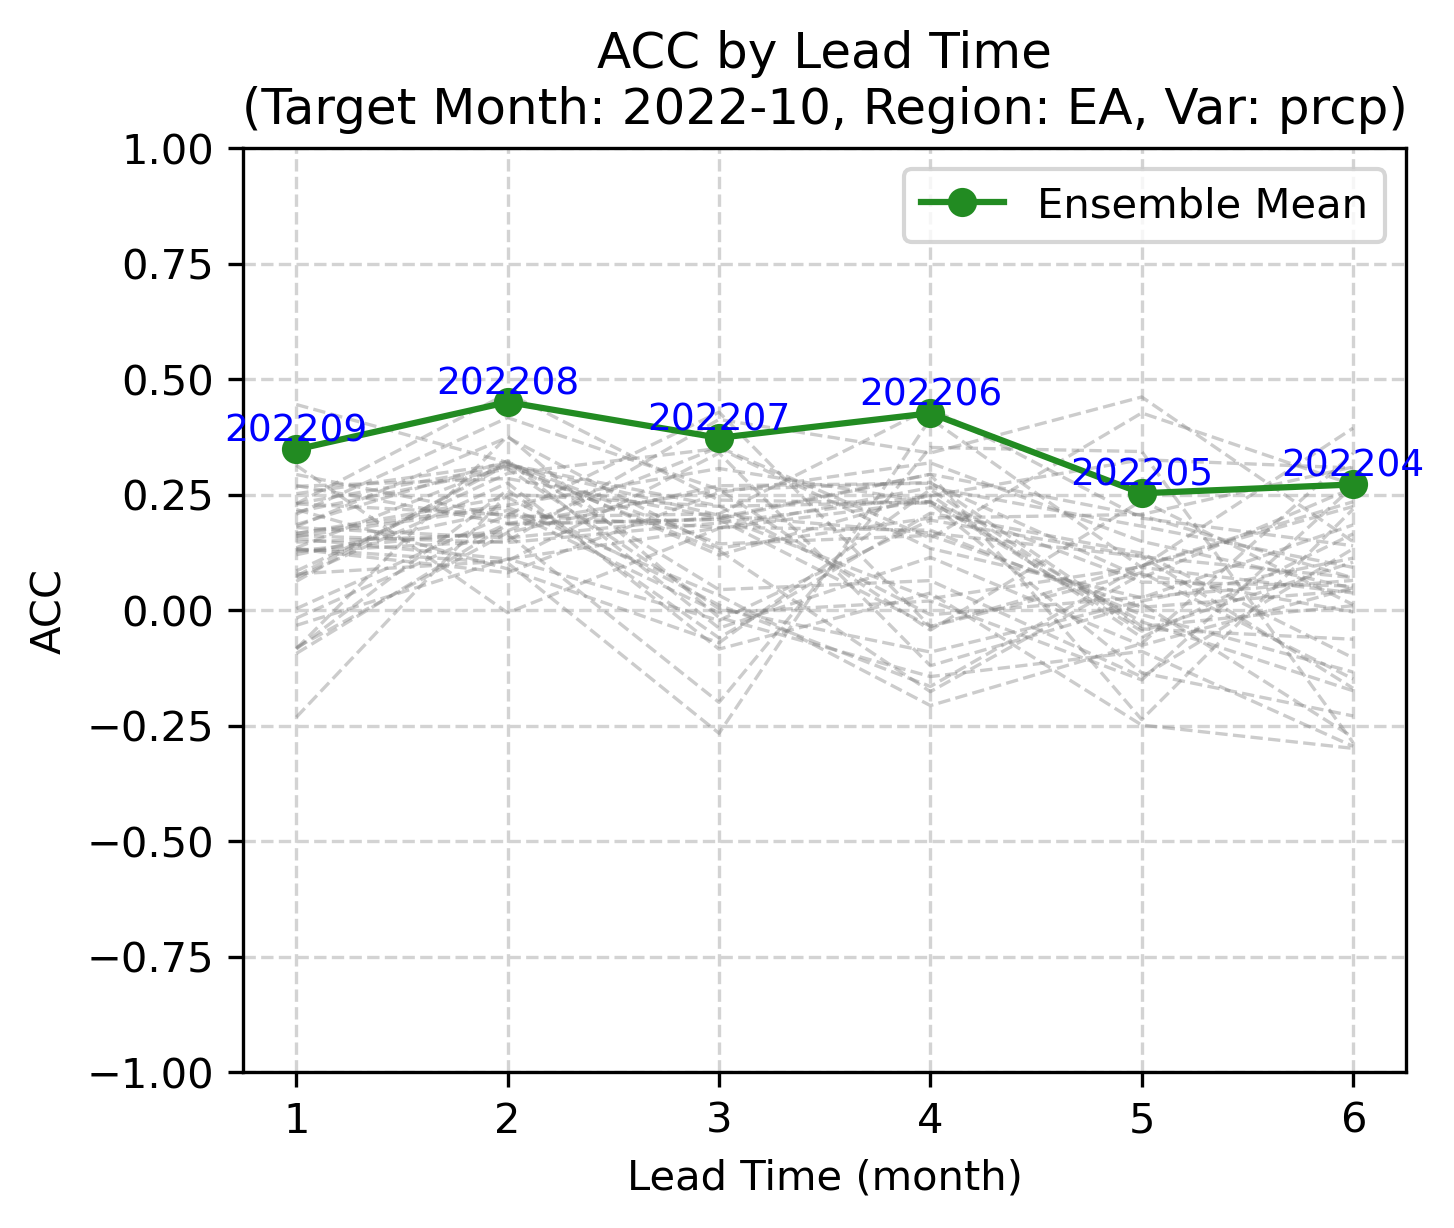 ACC by Lead Time
(Target Month: 2022-10, Region: EA, Var: prcp)
1.00
0.75
0.50
0.25
0.00
−0.25
−0.50
−0.75
−1.00
ACC
Ensemble Mean
202209
202208
202207
202206
202205
202204
1 2 3 4 5 6
Lead Time (month)